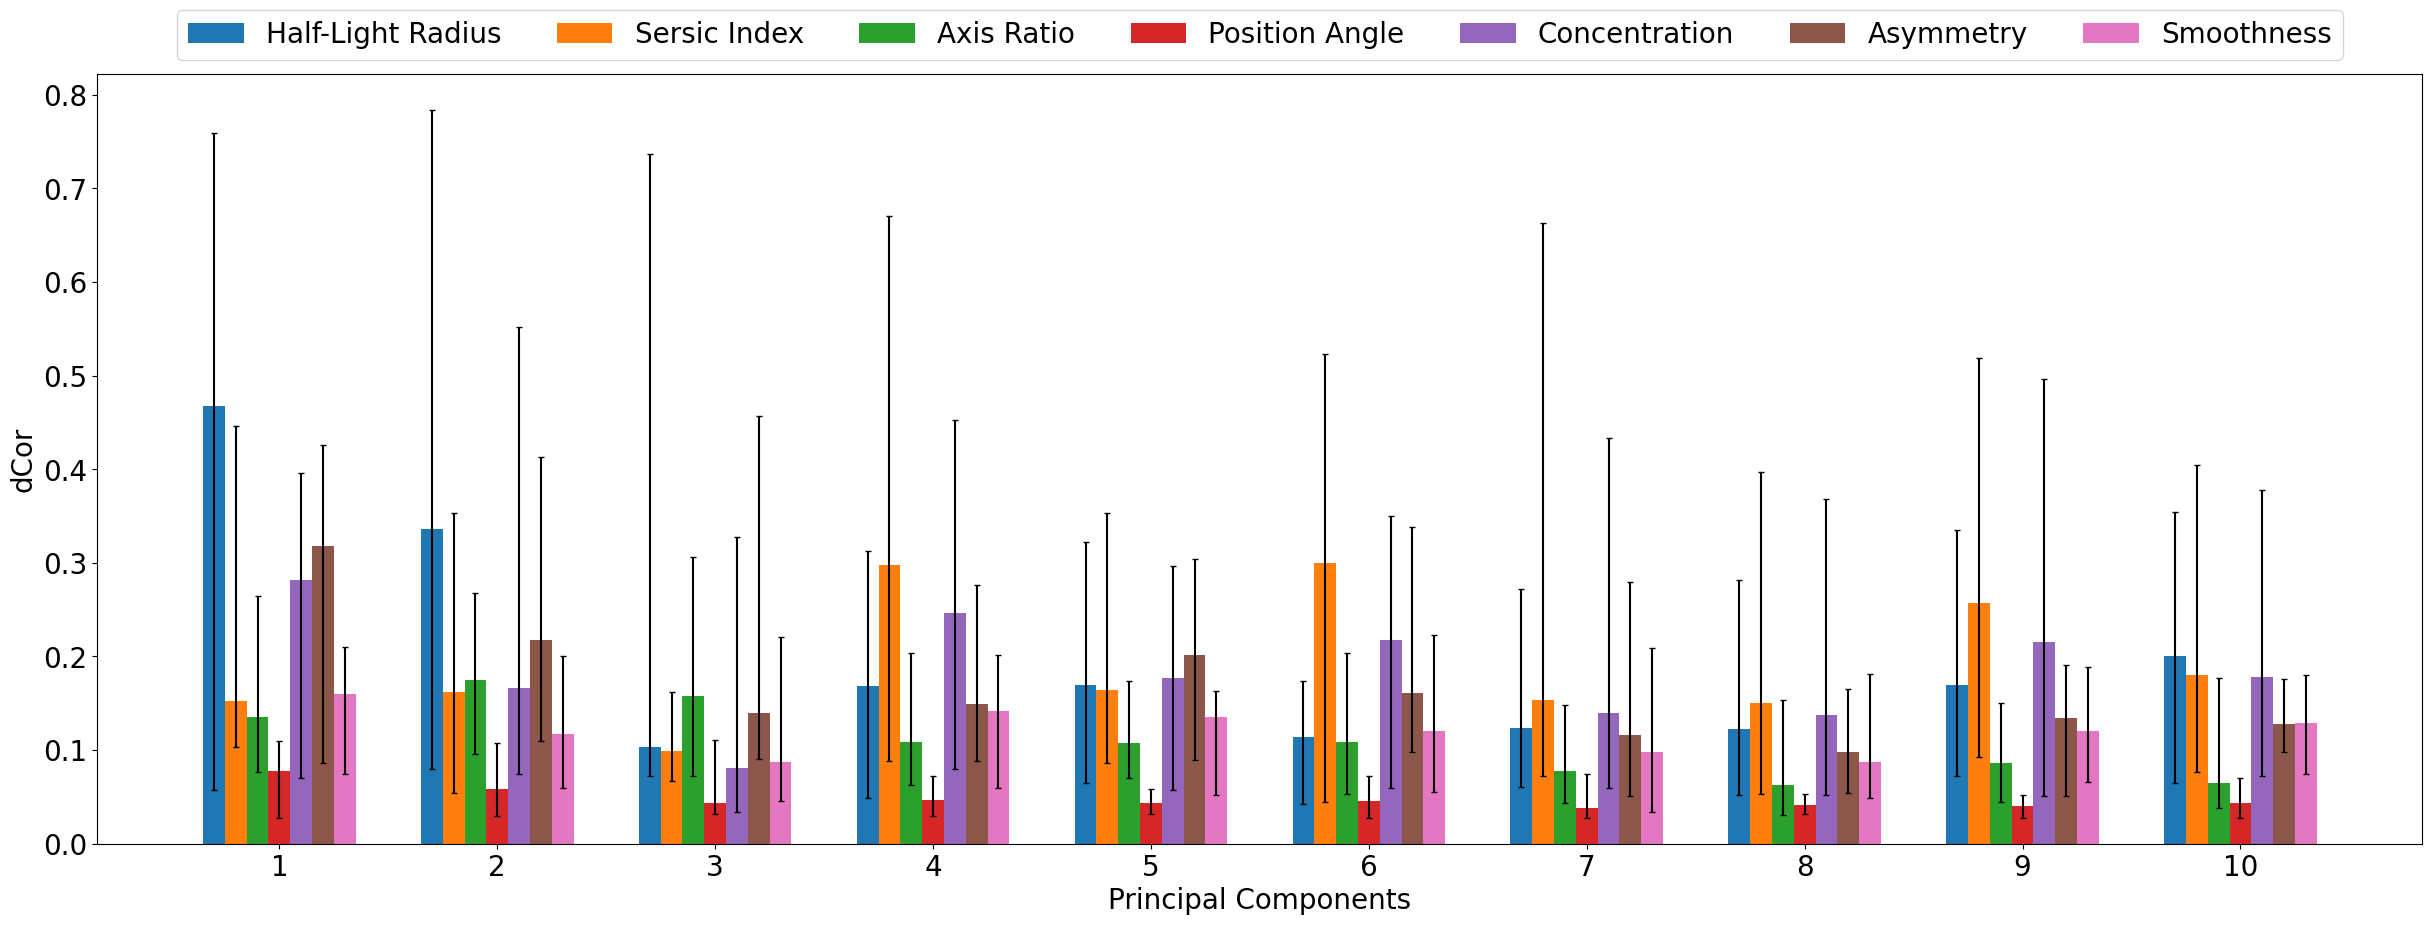 Half-Light Radius Sersic Index Axis Ratio Position Angle Concentration Asymmetry Smoothness
0.8
0.7
0.6
0.5
0.4
0.3
0.2
0.1
0.0
dCor
1 2 3 4 5 6 7 8 9 10
Principal Components